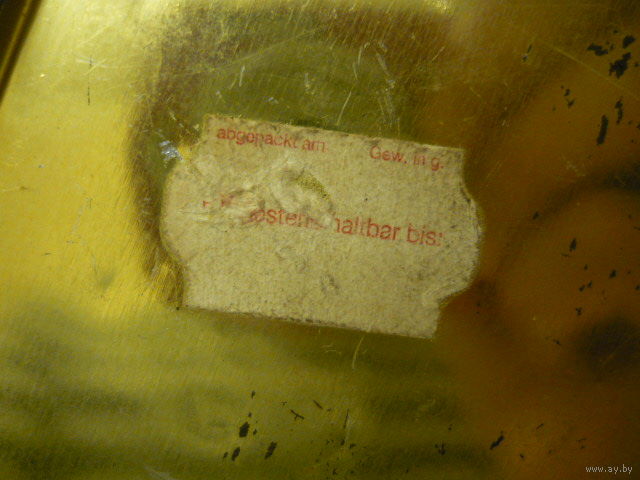 abgepackt am Gew. in g.
haltbar bis:
www.ay.by